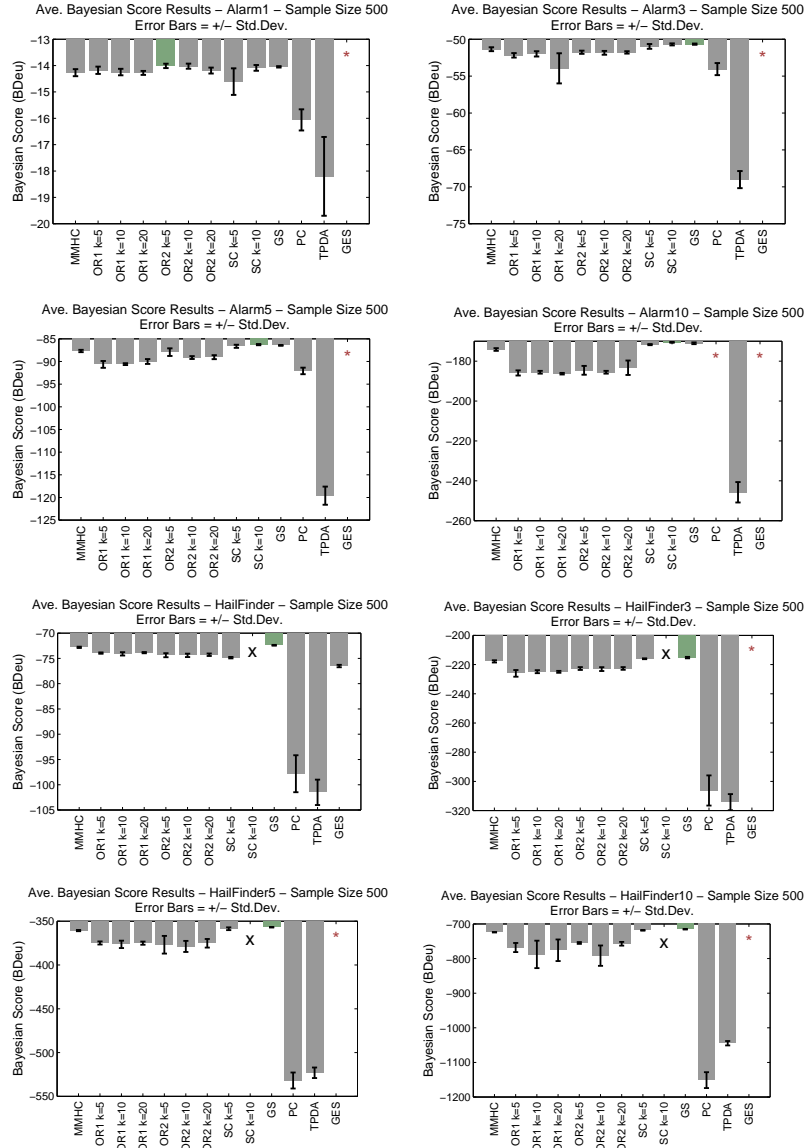 Ave. Bayesian Score Results − Alarm1 − Sample Size 500
Error Bars = +/− Std.Dev.
Bayesian Score (BDeu)
−13
−14
−15
−16
−17
−18
−19
−20
*
MMHC
OR1 k=5
OR1 k=10
OR1 k=20
OR2 k=5
OR2 k=10
OR2 k=20
SC k=5
SC k=10
GS
PC
TPDA
GES
Ave. Bayesian Score Results − Alarm3 − Sample Size 500
Error Bars = +/− Std.Dev.
Bayesian Score (BDeu)
−50
−55
−60
−65
−70
−75
*
MMHC
OR1 k=5
OR1 k=10
OR1 k=20
OR2 k=5
OR2 k=10
OR2 k=20
SC k=5
SC k=10
GS
PC
TPDA
GES
Ave. Bayesian Score Results − Alarm5 − Sample Size 500
Error Bars = +/− Std.Dev.
Bayesian Score (BDeu)
−85
−90
−95
−100
−105
−110
−115
−120
−125
*
MMHC
OR1 k=5
OR1 k=10
OR1 k=20
OR2 k=5
OR2 k=10
OR2 k=20
SC k=5
SC k=10
GS
PC
TPDA
GES
Ave. Bayesian Score Results − Alarm10 − Sample Size 500
Error Bars = +/− Std.Dev.
Bayesian Score (BDeu)
−180
−200
−220
−240
−260
* *
MMHC
OR1 k=5
OR1 k=10
OR1 k=20
OR2 k=5
OR2 k=10
OR2 k=20
SC k=5
SC k=10
GS
PC
TPDA
GES
Ave. Bayesian Score Results − HailFinder − Sample Size 500
Error Bars = +/− Std.Dev.
Bayesian Score (BDeu)
−70
−75
−80
−85
−90
−95
−100
−105
x
MMHC
OR1 k=5
OR1 k=10
OR1 k=20
OR2 k=5
OR2 k=10
OR2 k=20
SC k=5
SC k=10
GS
PC
TPDA
GES
Ave. Bayesian Score Results − HailFinder3 − Sample Size 500
Error Bars = +/− Std.Dev.
Bayesian Score (BDeu)
−200
−220
−240
−260
−280
−300
−320
x *
MMHC
OR1 k=5
OR1 k=10
OR1 k=20
OR2 k=5
OR2 k=10
OR2 k=20
SC k=5
SC k=10
GS
PC
TPDA
GES
Ave. Bayesian Score Results − HailFinder5 − Sample Size 500
Error Bars = +/− Std.Dev.
Bayesian Score (BDeu)
−350
−400
−450
−500
−550
x *
MMHC
OR1 k=5
OR1 k=10
OR1 k=20
OR2 k=5
OR2 k=10
OR2 k=20
SC k=5
SC k=10
GS
PC
TPDA
GES
Ave. Bayesian Score Results − HailFinder10 − Sample Size 500
Error Bars = +/− Std.Dev.
Bayesian Score (BDeu)
−700
−800
−900
−1000
−1100
−1200
x *
MMHC
OR1 k=5
OR1 k=10
OR1 k=20
OR2 k=5
OR2 k=10
OR2 k=20
SC k=5
SC k=10
GS
PC
TPDA
GES